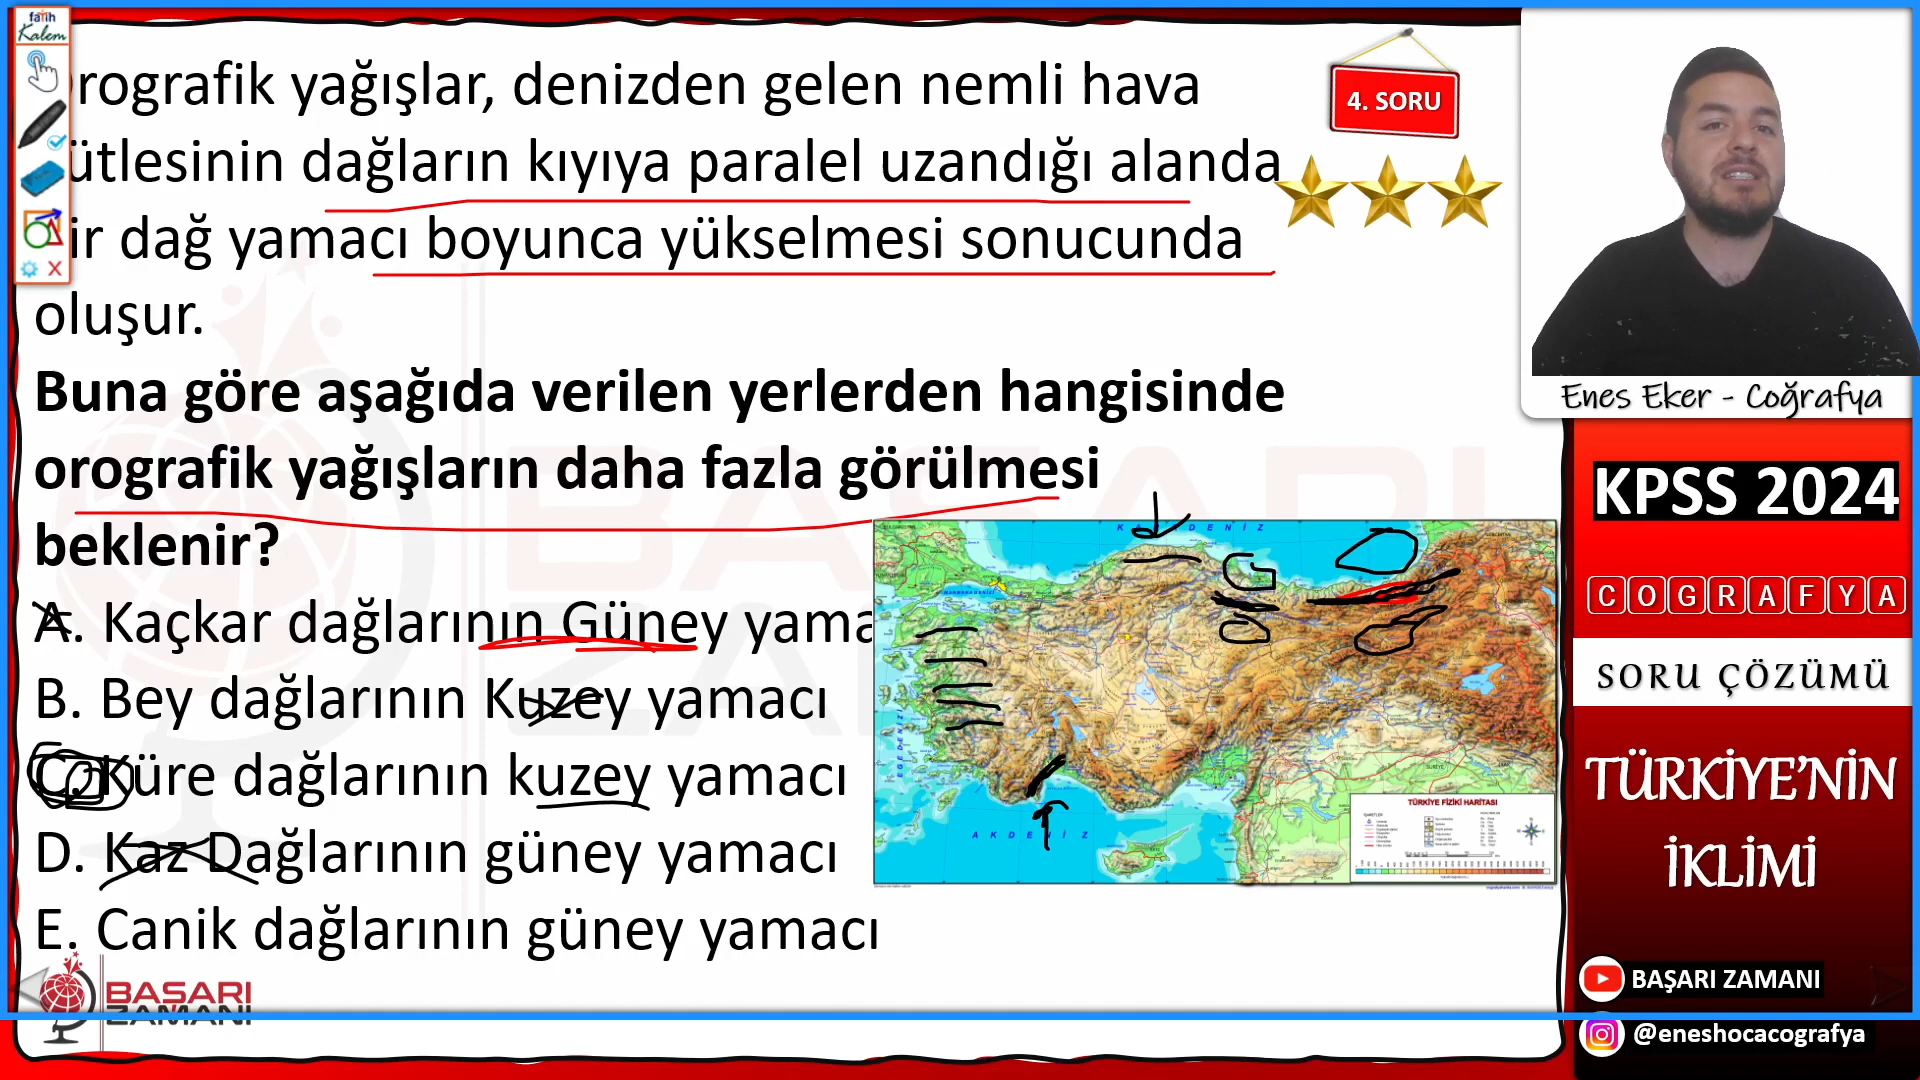 fatih
Kalem
rografik yağışlar, denizden gelen nemli hava
ütlesinin dağların kıyıya paralel uzandığı alanda
ir dağ yamacı boyunca yükselmesi sonucunda
oluşur.
Buna göre aşağıda verilen yerlerden hangisinde
orografik yağışların daha fazla görülmesi
beklenir?
A. Kaçkar dağlarının Güney yama
B. Bey dağlarının Kuzey yamacı
C. Küre dağlarının kuzey yamacı
D. Kaz Dağlarının güney yamacı
E. Canik dağlarının güney yamacı
BAŞARI
ZAMANI
4. SORU
AKDENİZ
TÜRKİYE FİZİKİ HARİTASI
Enes Eker - Coğrafya
KPSS 2024
COGRAFYA
SORU ÇÖZÜMÜ
TÜRKİYE'NİN
İKLİMİ
BAŞARI ZAMANI
@eneshocacografya